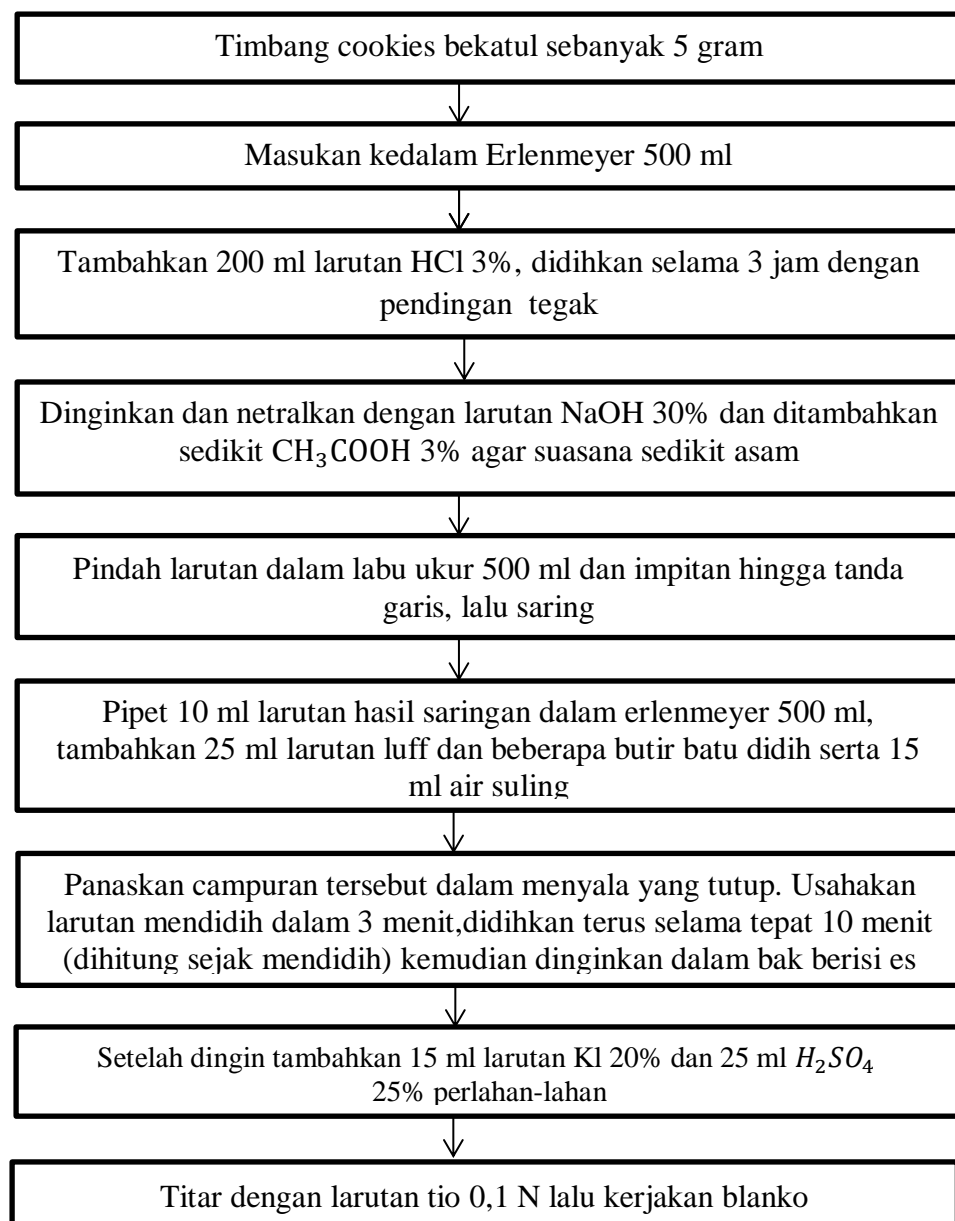 Timbang cookies bekatul sebanyak 5 gram
Masukan kedalam Erlenmeyer 500 ml
Tambahkan 200 ml larutan HCl 3%, didihkan selama 3 jam dengan
pendingan tegak
Dinginkan dan netralkan dengan larutan NaOH 30% dan ditambahkan
sedikit CH₃COOH 3% agar suasana sedikit asam
Pindah larutan dalam labu ukur 500 ml dan impitan hingga tanda
garis, lalu saring
Pipet 10 ml larutan hasil saringan dalam erlenmeyer 500 ml,
tambahkan 25 ml larutan luff dan beberapa butir batu didih serta 15
ml air suling
Panaskan campuran tersebut dalam menyala yang tutup. Usahakan
larutan mendidih dalam 3 menit,didihkan terus selama tepat 10 menit
(dihitung sejak mendidih) kemudian dinginkan dalam bak berisi es
Setelah dingin tambahkan 15 ml larutan Kl 20% dan 25 ml H₂SO₄
25% perlahan-lahan
Titar dengan larutan tio 0,1 N lalu kerjakan blanko